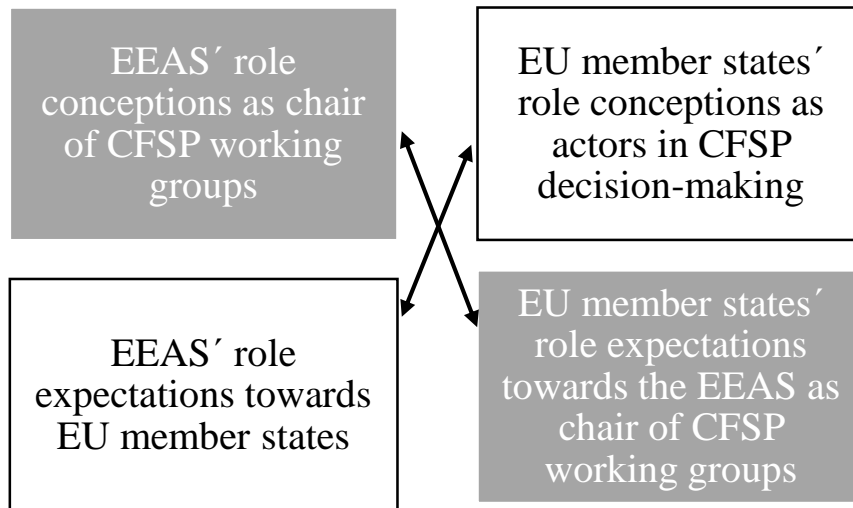 EEAS´ role
conceptions as chair
of CFSP working
groups
EU member states´
role conceptions as
actors in CFSP
decision-making
EEAS´ role
expectations towards
EU member states
EU member states´
role expectations
towards the EEAS as
chair of CFSP
working groups